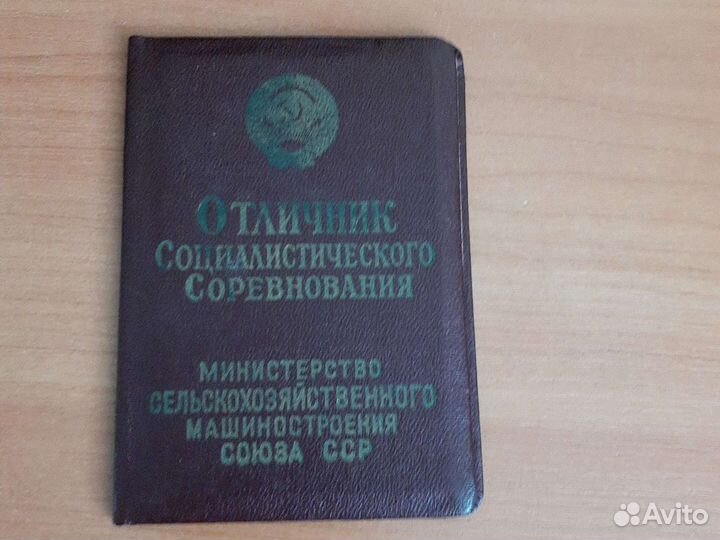 Отличник
Социалистического
Соревнования
МИНИСТЕРСТВО
СЕЛЬСКОХОЗЯЙСТВЕННОГО
МАШИНОСТРОЕНИЯ
СОЮЗА ССР
Avito